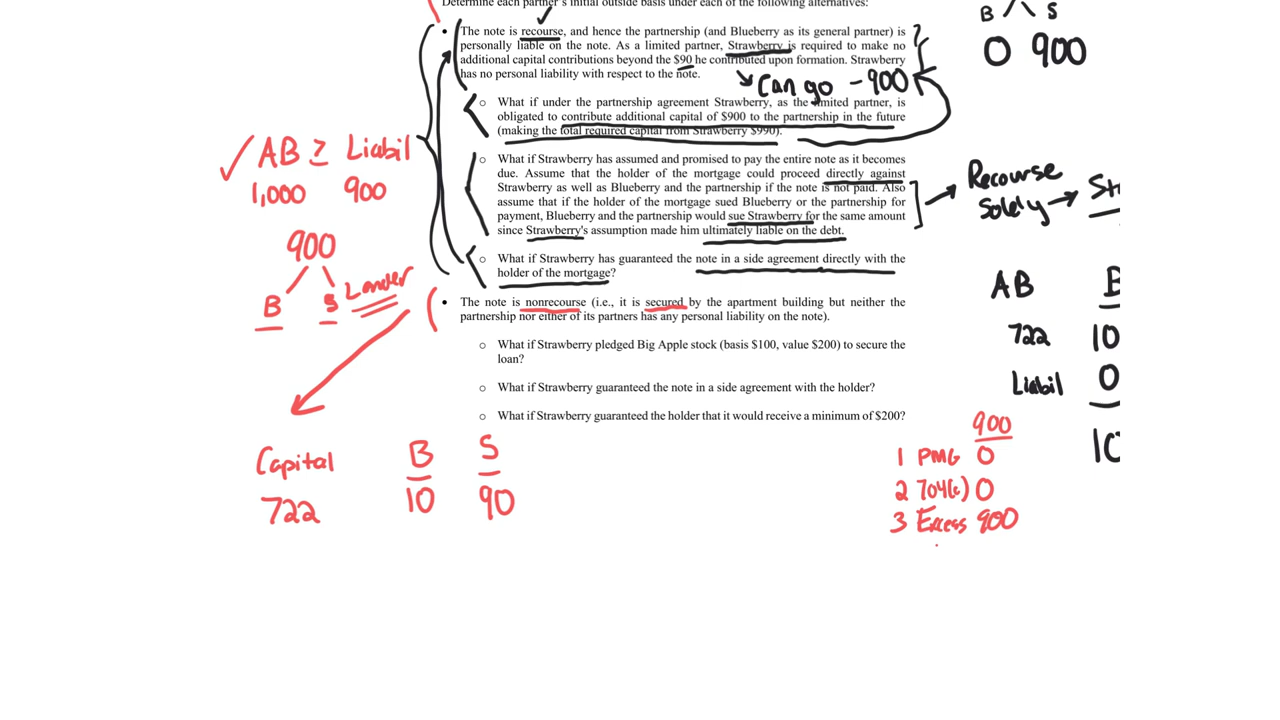 Determine each partner's initial outside basis under each of the following alternatives:
• The note is recourse, and hence the partnership (and Blueberry as its general partner) is
personally liable on the note. As a limited partner, Strawberry is required to make no
additional capital contributions beyond the $90 he contributed upon formation. Strawberry
has no personal liability with respect to the note.
↘ Can go -900
B S
0 900
○ What if under the partnership agreement Strawberry, as the limited partner, is
obligated to contribute additional capital of $900 to the partnership in the future
(making the total required capital from Strawberry $990).
✓ AB ≥ Liabil
1,000 900
○ What if Strawberry has assumed and promised to pay the entire note as it becomes
due. Assume that the holder of the mortgage could proceed directly against
Strawberry as well as Blueberry and the partnership if the note is not paid. Also
assume that if the holder of the mortgage sued Blueberry or the partnership for
payment, Blueberry and the partnership would sue Strawberry for the same amount
since Strawberry's assumption made him ultimately liable on the debt.
Recourse
Solely → St
900
B S Lender
○ What if Strawberry has guaranteed the note in a side agreement directly with the
holder of the mortgage?
• The note is nonrecourse (i.e., it is secured by the apartment building but neither the
partnership nor either of its partners has any personal liability on the note).
○ What if Strawberry pledged Big Apple stock (basis $100, value $200) to secure the
loan?
○ What if Strawberry guaranteed the note in a side agreement with the holder?
○ What if Strawberry guaranteed the holder that it would receive a minimum of $200?
AB B
722 10
Liabil 0
10
Capital B S
722 10 90
900
1 PMG 0
2 704(c) 0
3 Excess 900